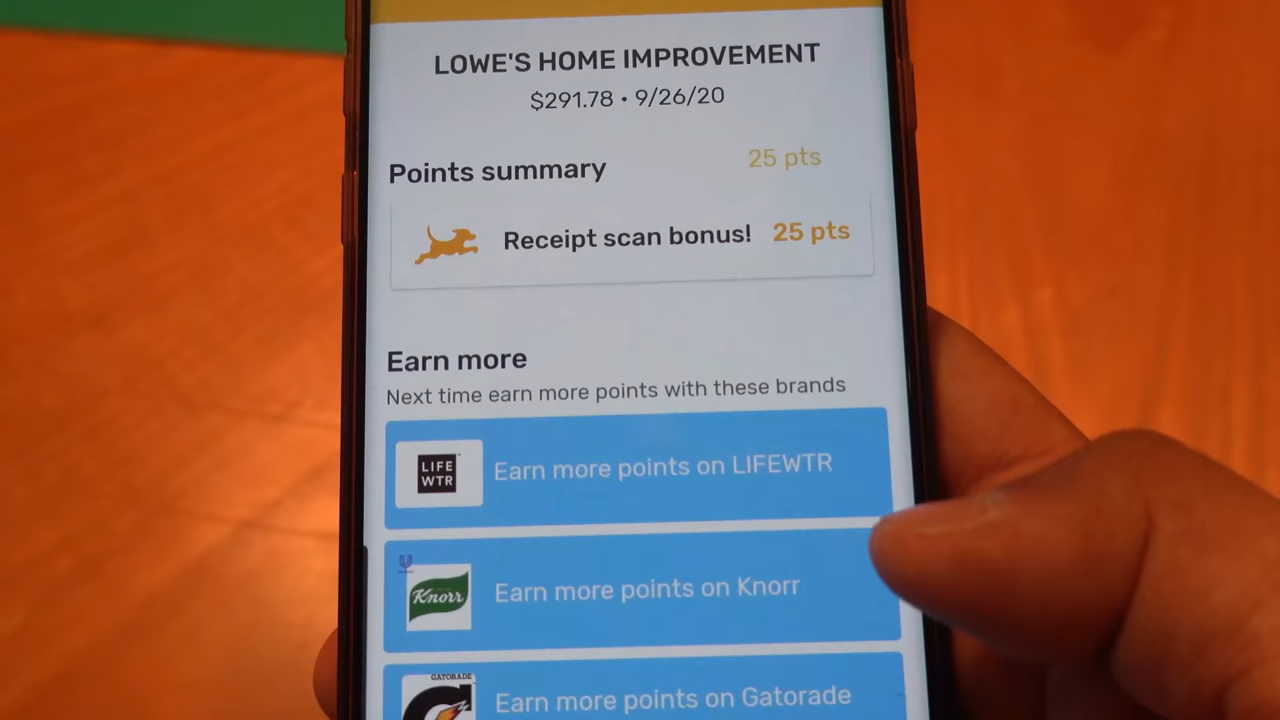 LOWE'S HOME IMPROVEMENT
$291.78 • 9/26/20
Points summary
25 pts
Receipt scan bonus!
25 pts
Earn more
Next time earn more points with these brands
LIFE
WTR
Earn more points on LIFEWTR
Knorr
Earn more points on Knorr
GATORADE
Earn more points on Gatorade